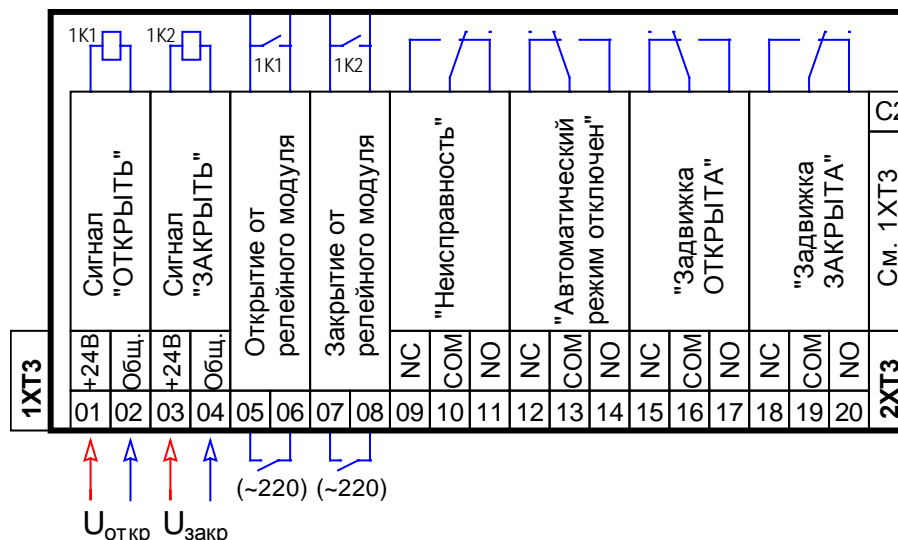 1K1
1K2
1K1
1K2
Сигнал
"ОТКРЫТЬ"
Сигнал
"ЗАКРЫТЬ"
Открытие от
релейного модуля
Закрытие от
релейного модуля
"Неисправность"
"Автоматический
режим отключен"
"Задвижка
ОТКРЫТА"
"Задвижка
ЗАКРЫТА"
См. 1XT3
1XT3
+24В
Общ.
+24В
Общ.
NC
COM
NO
NC
COM
NO
NC
COM
NO
NC
COM
NO
2XT3
01 02 03 04 05 06 07 08 09 10 11 12 13 14 15 16 17 18 19 20
(~220) (~220)
Uоткр Uзакр